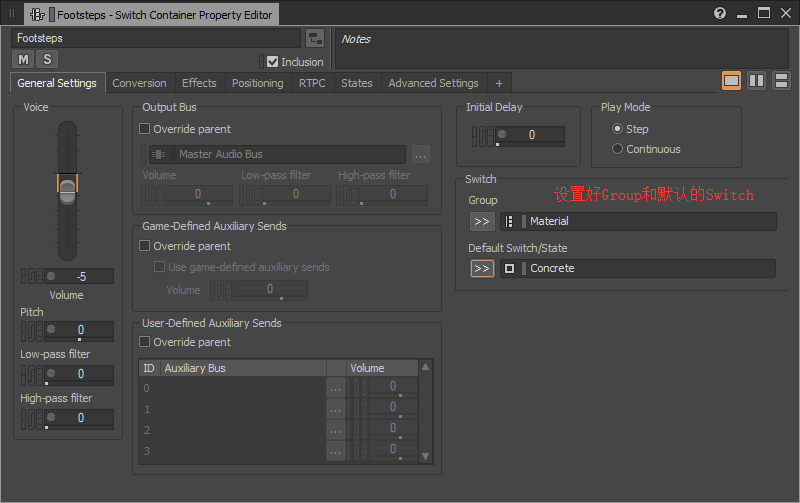 Footsteps - Switch Container Property Editor
Footsteps
Notes
M S
Inclusion
General Settings Conversion Effects Positioning RTPC States Advanced Settings +
Voice
-5
Volume
Pitch
0
Low-pass filter
0
High-pass filter
0
Output Bus
Override parent
Master Audio Bus ...
Volume Low-pass filter High-pass filter
0 0 0
Game-Defined Auxiliary Sends
Override parent
Use game-defined auxiliary sends
Volume 0
User-Defined Auxiliary Sends
Override parent
ID Auxiliary Bus Volume
0 ... 0
1 ... 0
2 ... 0
3 ... 0
Initial Delay
0
Play Mode
Step
Continuous
Switch
设置好Group和默认的Switch
Group
>> Material
Default Switch/State
>> Concrete